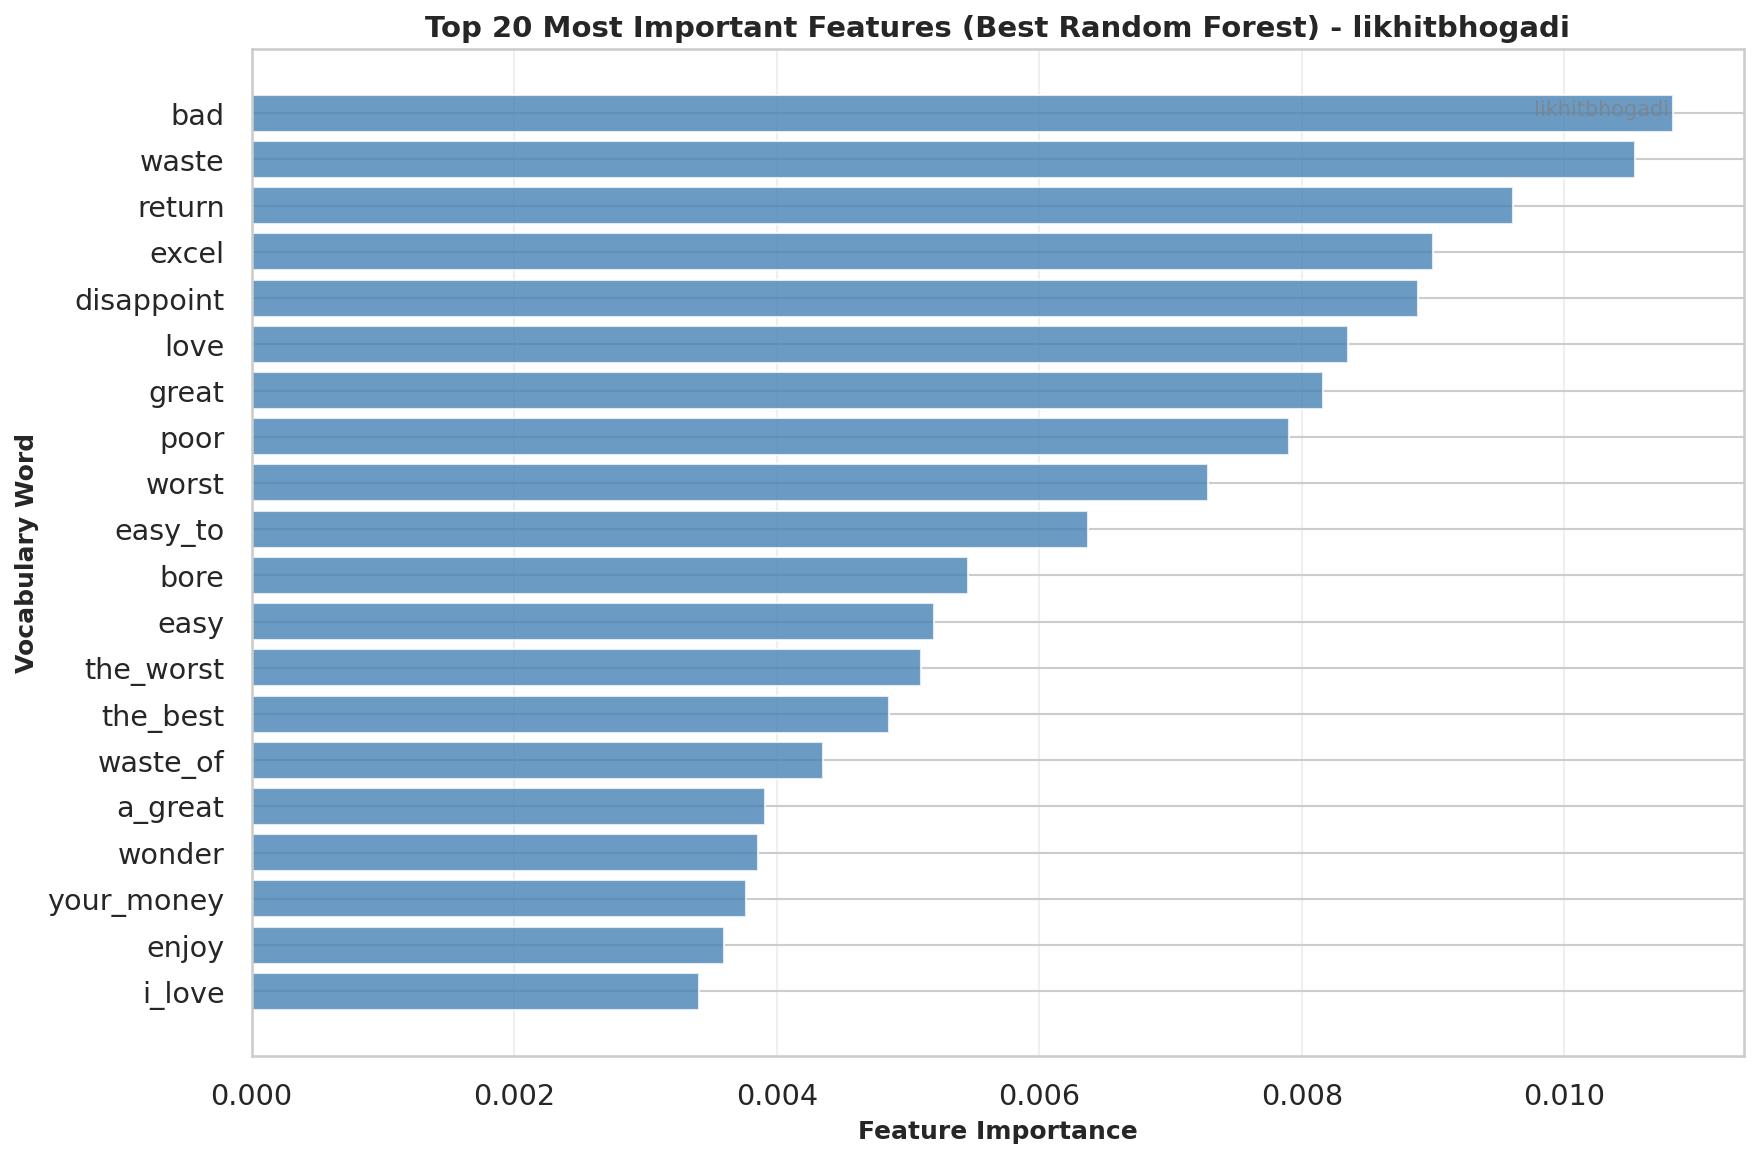 Top 20 Most Important Features (Best Random Forest) - likhitbhogadi
likhitbhogadi
bad
waste
return
excel
disappoint
love
great
poor
worst
easy_to
bore
easy
the_worst
the_best
waste_of
a_great
wonder
your_money
enjoy
i_love
Vocabulary Word
0.000 0.002 0.004 0.006 0.008 0.010
Feature Importance